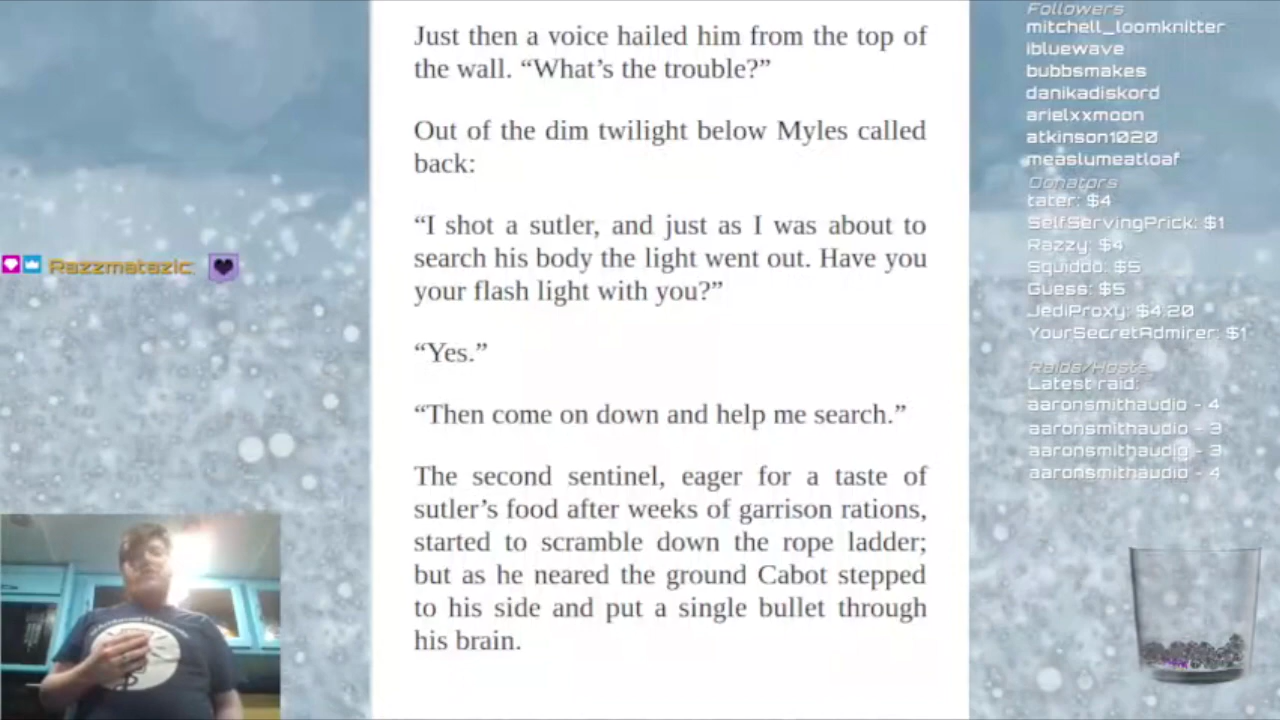 Just then a voice hailed him from the top of
the wall. “What’s the trouble?”
Out of the dim twilight below Myles called
back:
“I shot a sutler, and just as I was about to
search his body the light went out. Have you
your flash light with you?”
“Yes.”
“Then come on down and help me search.”
The second sentinel, eager for a taste of
sutler’s food after weeks of garrison rations,
started to scramble down the rope ladder;
but as he neared the ground Cabot stepped
to his side and put a single bullet through
his brain.
Razzmatazic
Followers
mitchell_loomknitter
ibluewave
bubbsmakes
danikadiskord
arielxxmoon
atkinson1020
measlymeatloaf
Donators
tater: $4
SelfServingPrick: $1
Razzy: $4
Squiddo: $5
Guess: $5
JediProxy: $4.20
YourSecretAdmirer: $1
Raids/Hosts
Latest raid:
aaronsmithaudio - 4
aaronsmithaudio - 3
aaronsmithaudio - 3
aaronsmithaudio - 4